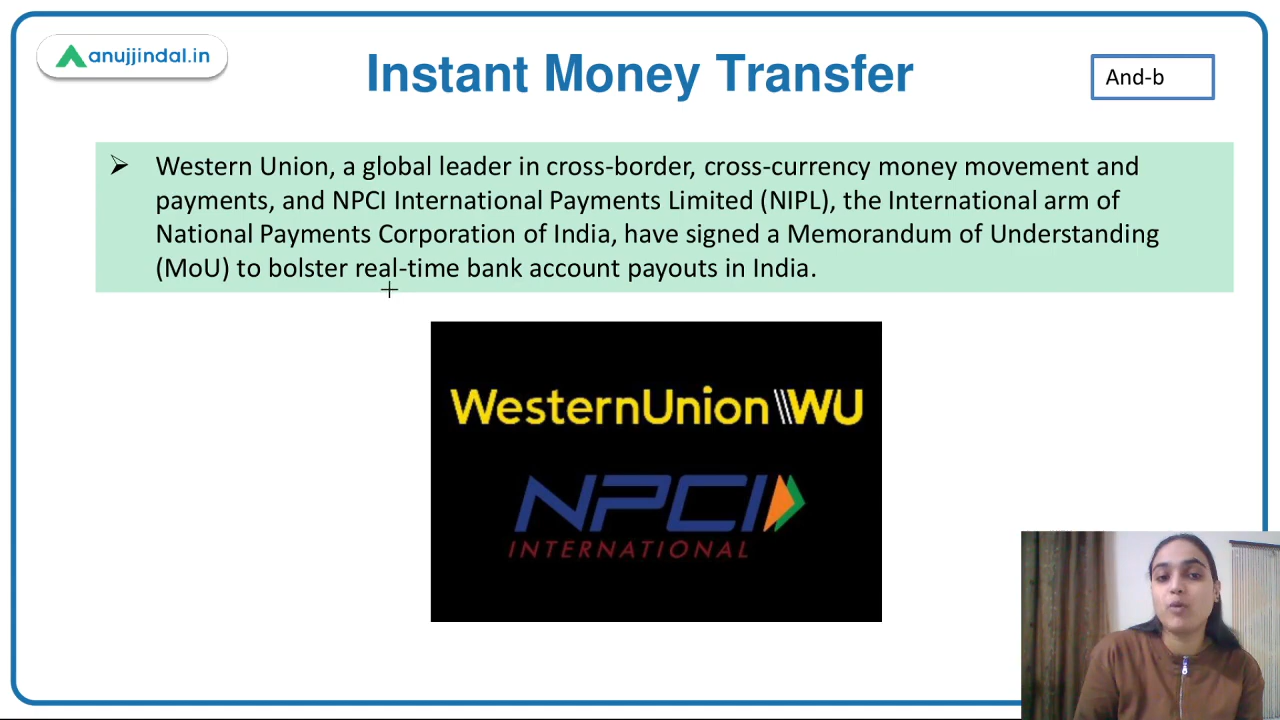 anujjindal.in
Instant Money Transfer
And-b
Western Union, a global leader in cross-border, cross-currency money movement and
payments, and NPCI International Payments Limited (NIPL), the International arm of
National Payments Corporation of India, have signed a Memorandum of Understanding
(MoU) to bolster real-time bank account payouts in India.
WesternUnion WU
NPCI
INTERNATIONAL